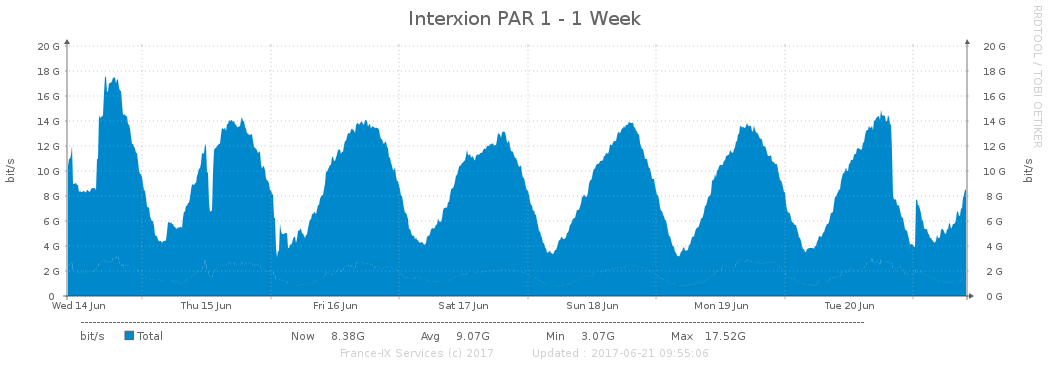 Interxion PAR 1 - 1 Week
RRDTOOL / TOBI OETIKER
bit/s
20 G 20 G
18 G 18 G
16 G 16 G
14 G 14 G
12 G 12 G
10 G 10 G
8 G 8 G
6 G 6 G
4 G 4 G
2 G 2 G
0 0 G
bit/s
Wed 14 Jun Thu 15 Jun Fri 16 Jun Sat 17 Jun Sun 18 Jun Mon 19 Jun Tue 20 Jun
bit/s Total Now 8.38G Avg 9.07G Min 3.07G Max 17.52G
France-IX Services (c) 2017 Updated : 2017-06-21 09:55:06